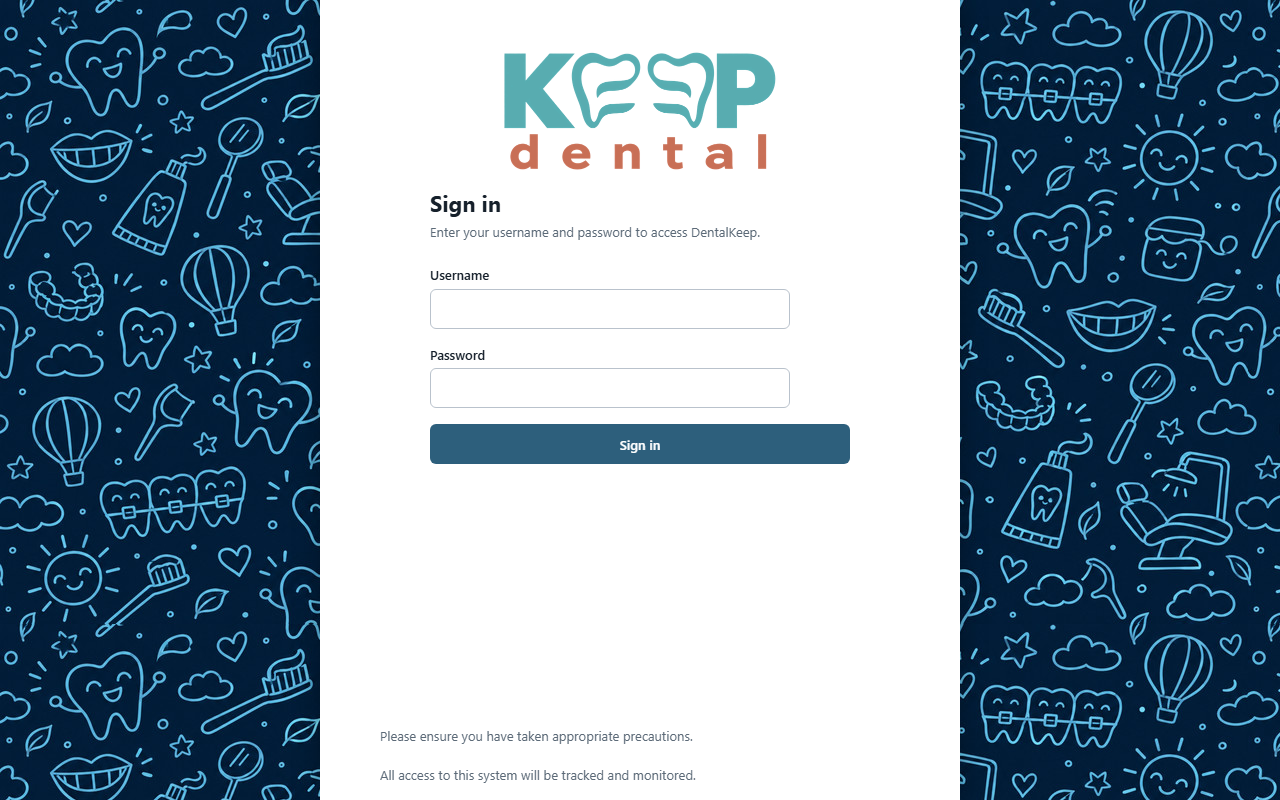 KEEP
dental
Sign in
Enter your username and password to access DentalKeep.
Username
Password
Sign in
Please ensure you have taken appropriate precautions.
All access to this system will be tracked and monitored.